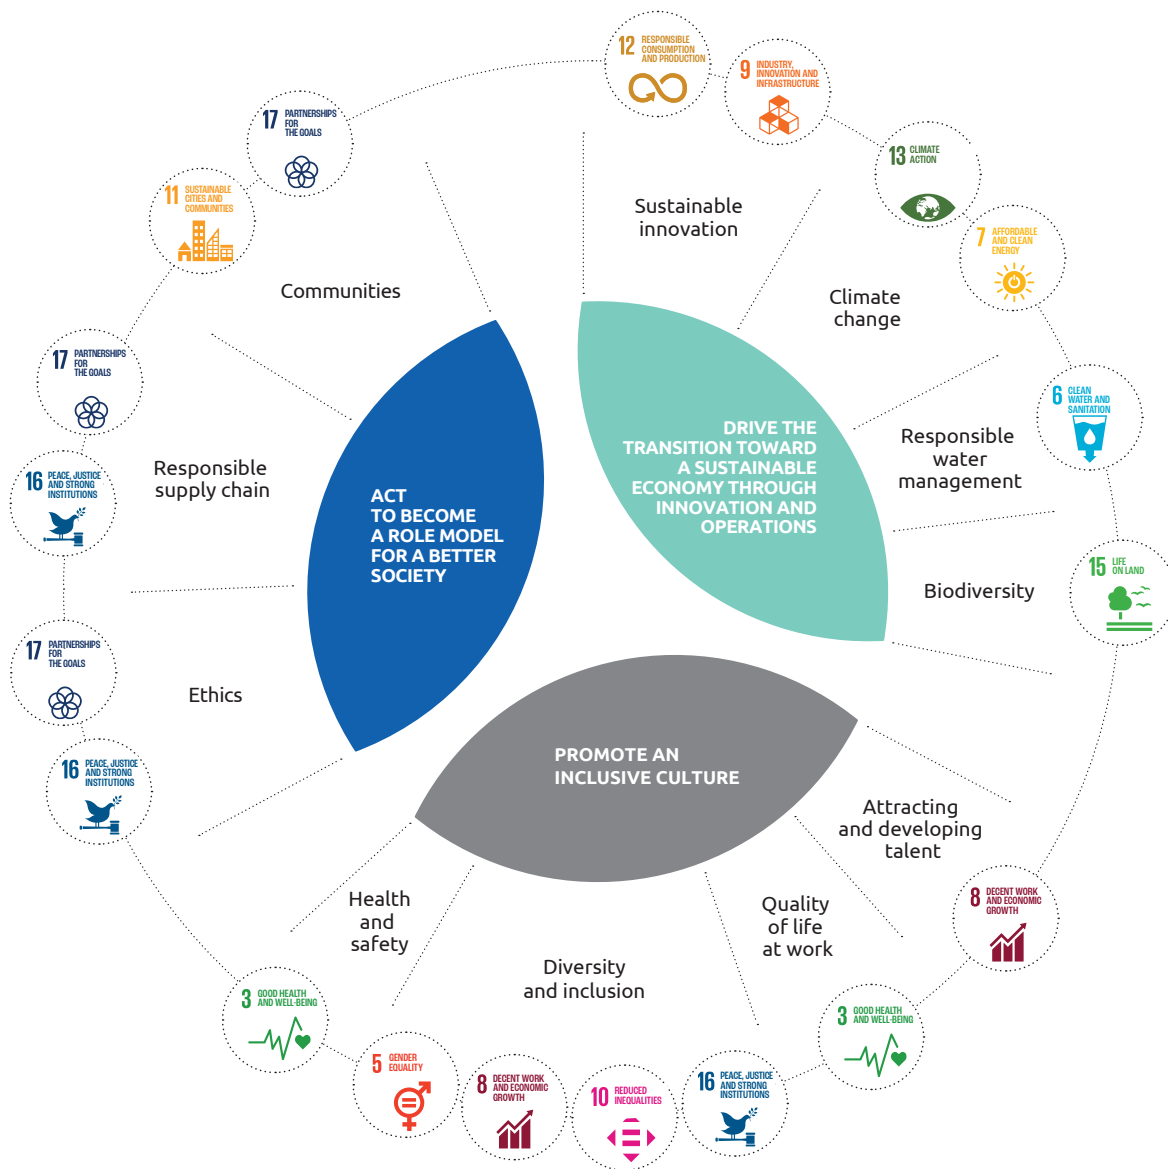 12 RESPONSIBLE
CONSUMPTION
AND PRODUCTION
9 INDUSTRY,
INNOVATION AND
INFRASTRUCTURE
13 CLIMATE
ACTION
7 AFFORDABLE
AND CLEAN
ENERGY
6 CLEAN
WATER AND
SANITATION
15 LIFE
ON LAND
8 DECENT WORK
AND ECONOMIC
GROWTH
3 GOOD HEALTH
AND WELL-BEING
16 PEACE, JUSTICE
AND STRONG
INSTITUTIONS
10 REDUCED
INEQUALITIES
8 DECENT WORK
AND ECONOMIC
GROWTH
5 GENDER
EQUALITY
3 GOOD HEALTH
AND WELL-BEING
16 PEACE, JUSTICE
AND STRONG
INSTITUTIONS
17 PARTNERSHIPS
FOR
THE GOALS
16 PEACE, JUSTICE
AND STRONG
INSTITUTIONS
17 PARTNERSHIPS
FOR
THE GOALS
11 SUSTAINABLE
CITIES AND
COMMUNITIES
17 PARTNERSHIPS
FOR
THE GOALS
Sustainable
innovation
Climate
change
Responsible
water
management
Biodiversity
Attracting
and developing
talent
Quality
of life
at work
Diversity
and inclusion
Health
and
safety
Ethics
Responsible
supply chain
Communities
DRIVE THE
TRANSITION TOWARD
A SUSTAINABLE
ECONOMY THROUGH
INNOVATION AND
OPERATIONS
PROMOTE AN
INCLUSIVE CULTURE
ACT
TO BECOME
A ROLE MODEL
FOR A BETTER
SOCIETY